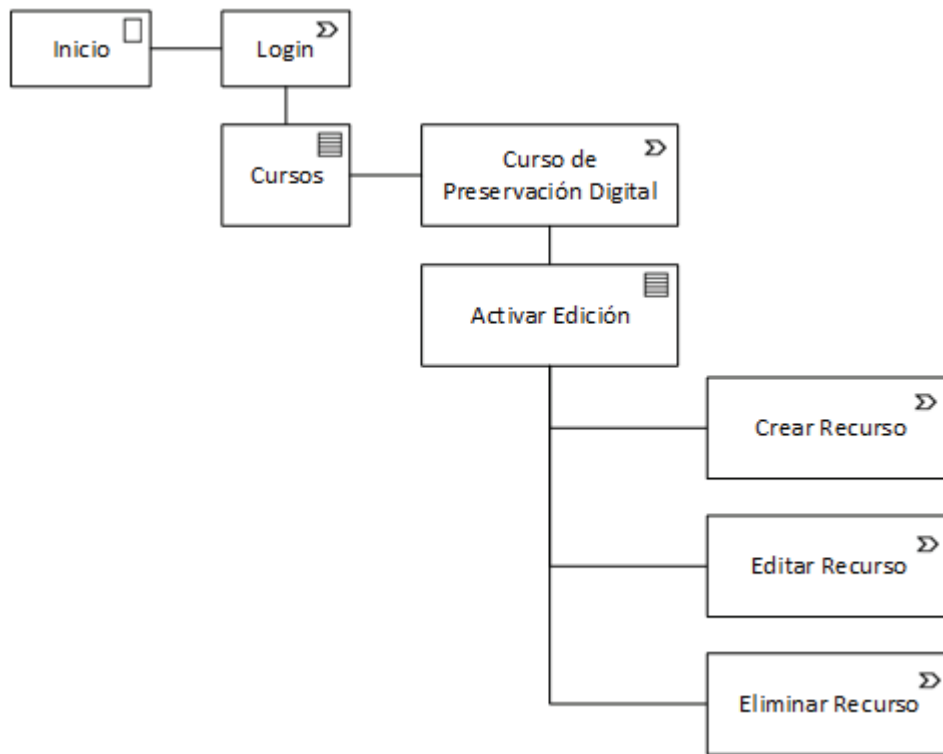 Inicio
Login
Cursos
Curso de
Preservación Digital
Activar Edición
Crear Recurso
Editar Recurso
Eliminar Recurso